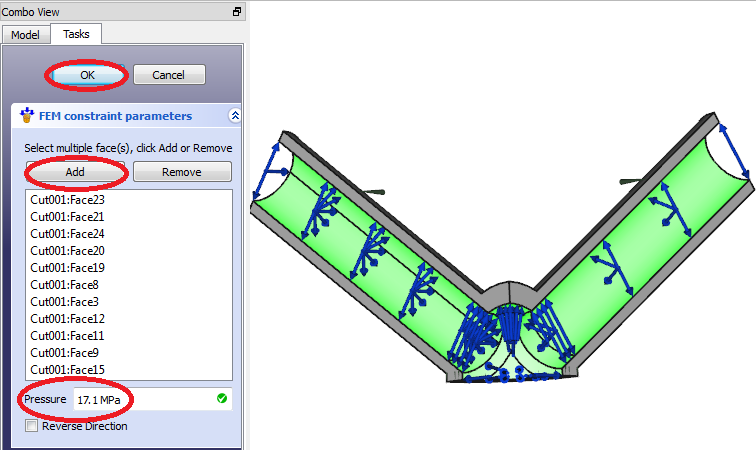 Combo View
Model Tasks
OK Cancel
FEM constraint parameters
Select multiple face(s), click Add or Remove
Add Remove
Cut001:Face23
Cut001:Face21
Cut001:Face24
Cut001:Face20
Cut001:Face19
Cut001:Face8
Cut001:Face3
Cut001:Face12
Cut001:Face11
Cut001:Face9
Cut001:Face15
Pressure 17.1 MPa
Reverse Direction